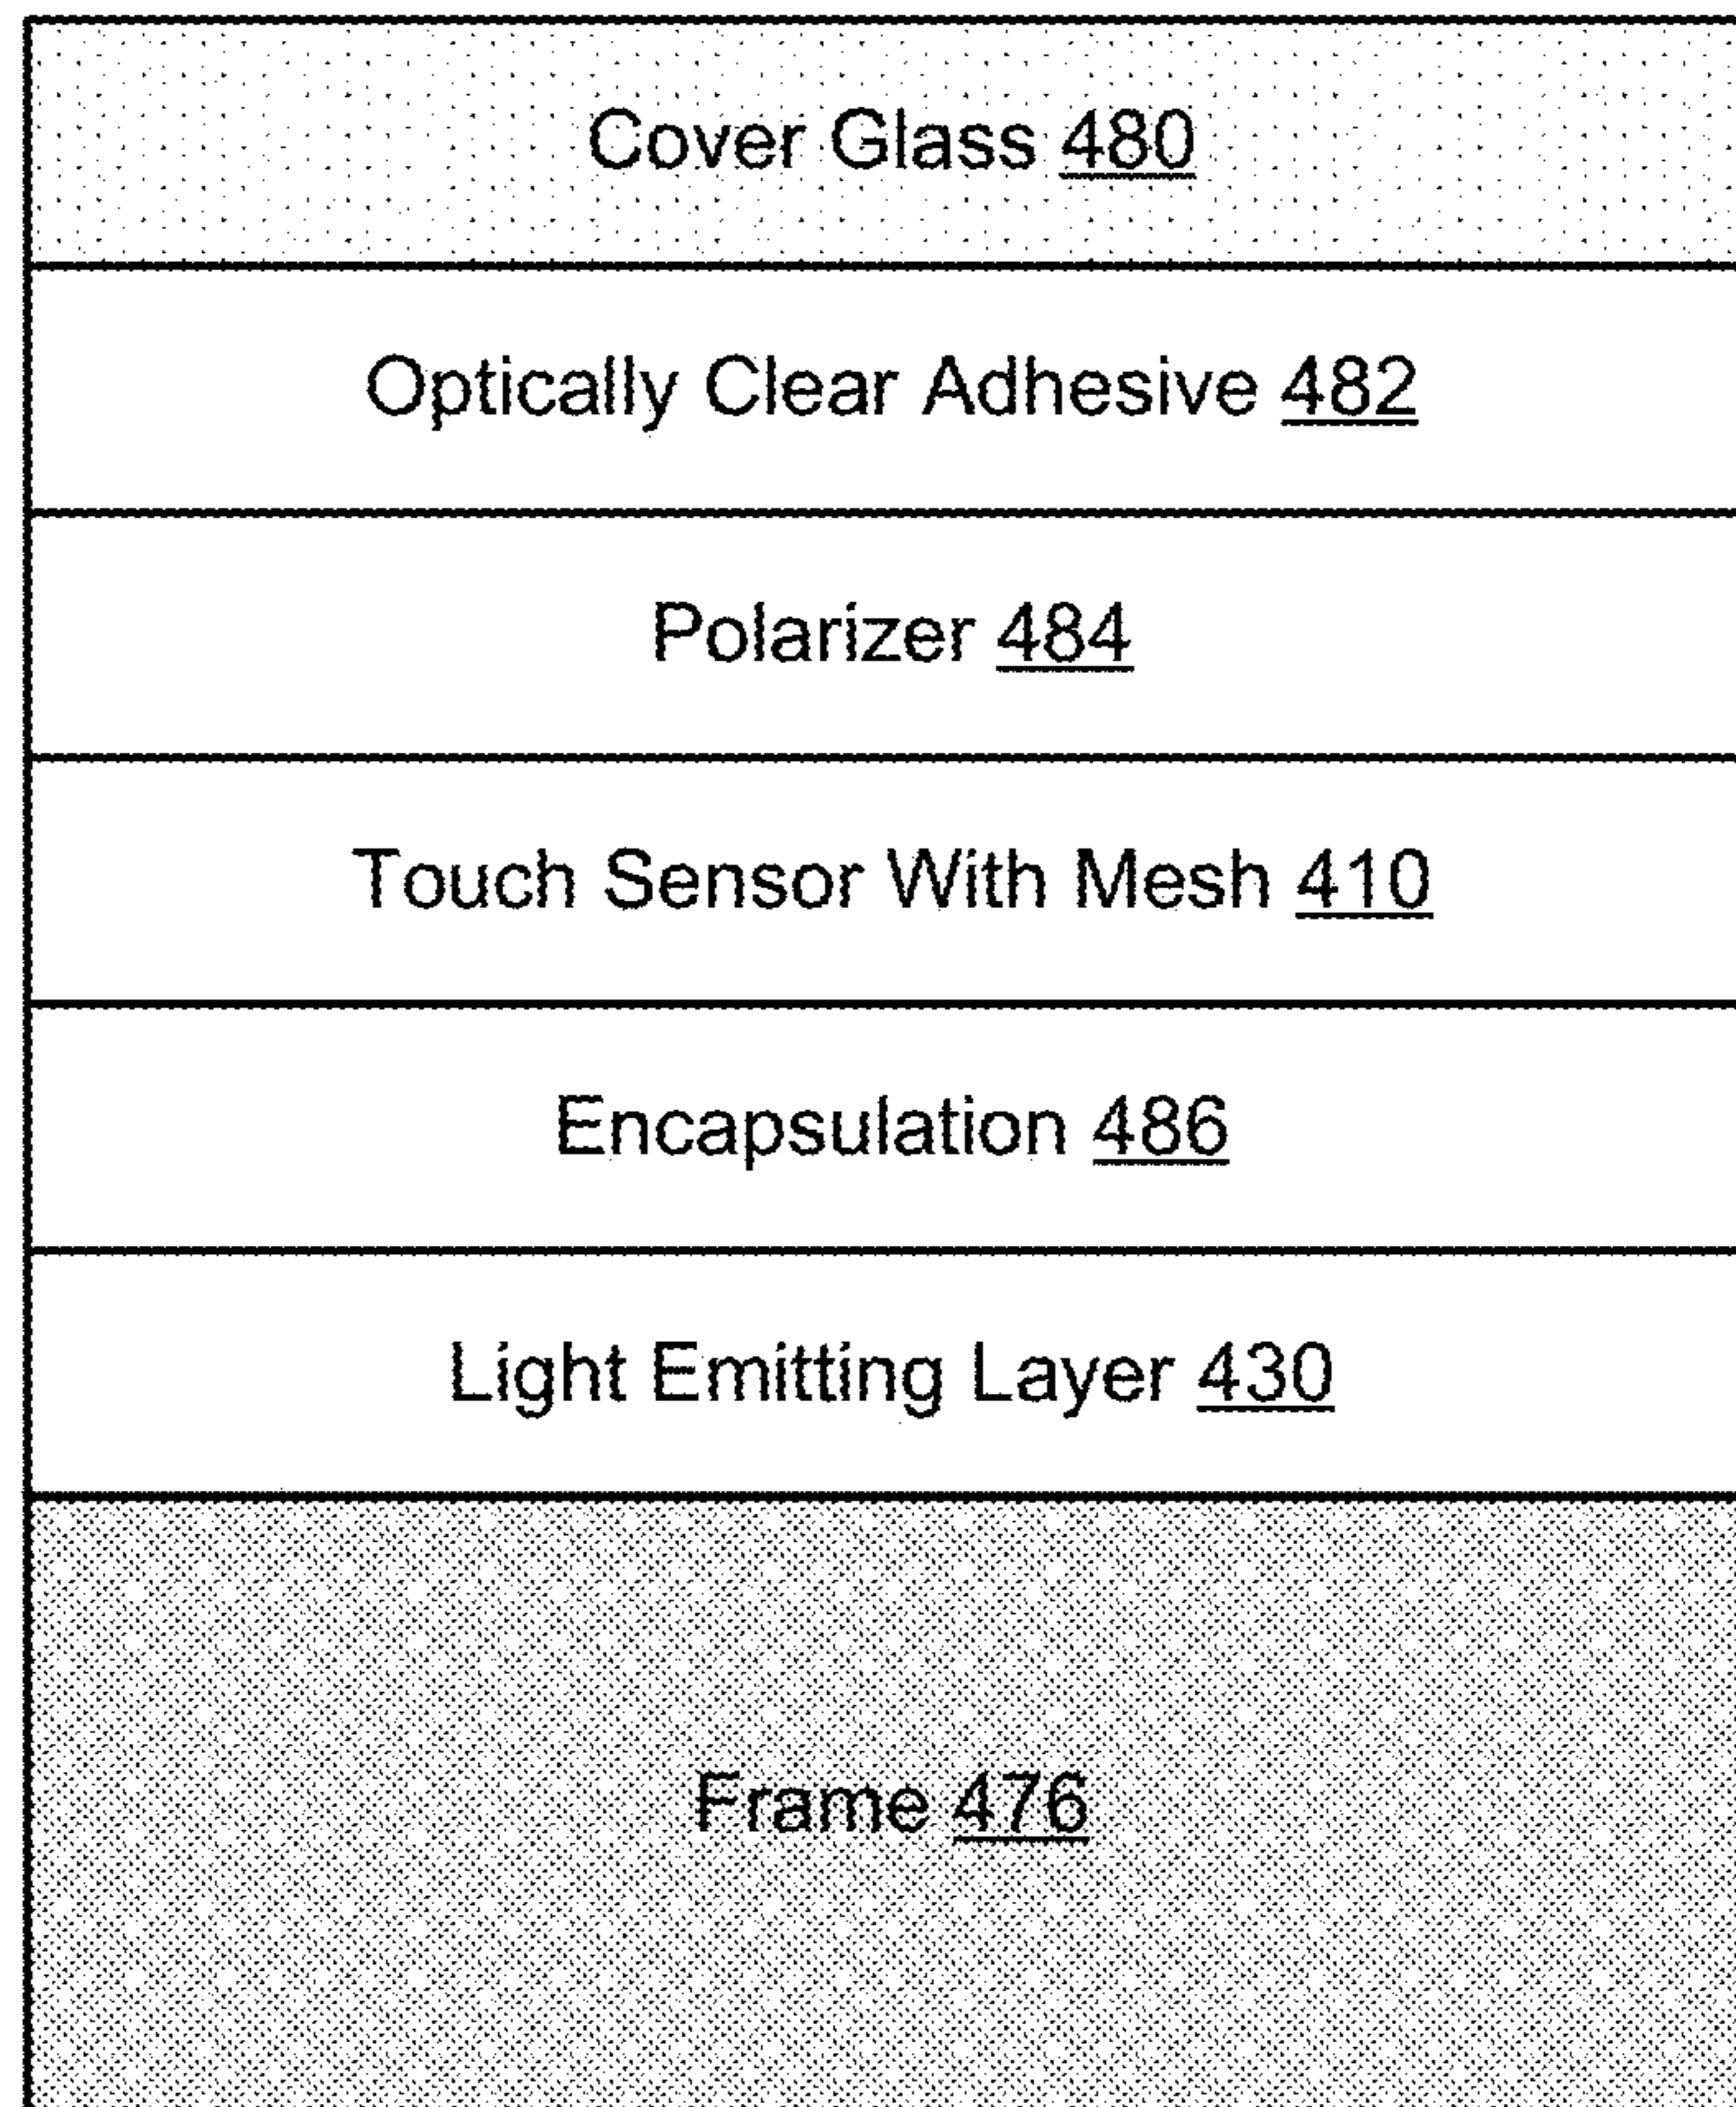 Cover Glass 480
Optically Clear Adhesive 482
Polarizer 484
Touch Sensor With Mesh 410
Encapsulation 486
Light Emitting Layer 430
Frame 476